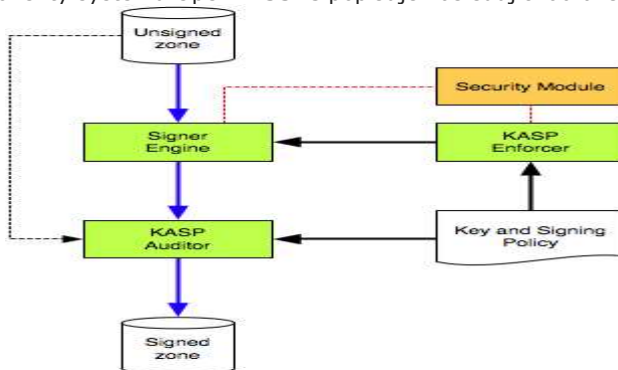 Unsigned
zone
Security Module
Signer
Engine
KASP
Enforcer
KASP
Auditor
Key and Signing
Policy
Signed
zone